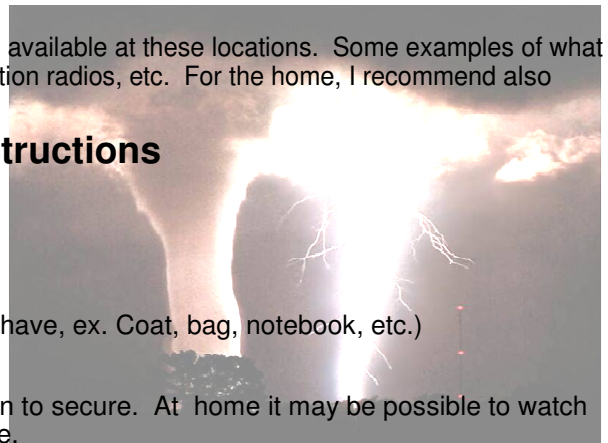 available at these locations.  Some examples of what
tion radios, etc.  For the home, I recommend also
tructions
have, ex. Coat, bag, notebook, etc.)
n to secure.  At  home it may be possible to watch
e.